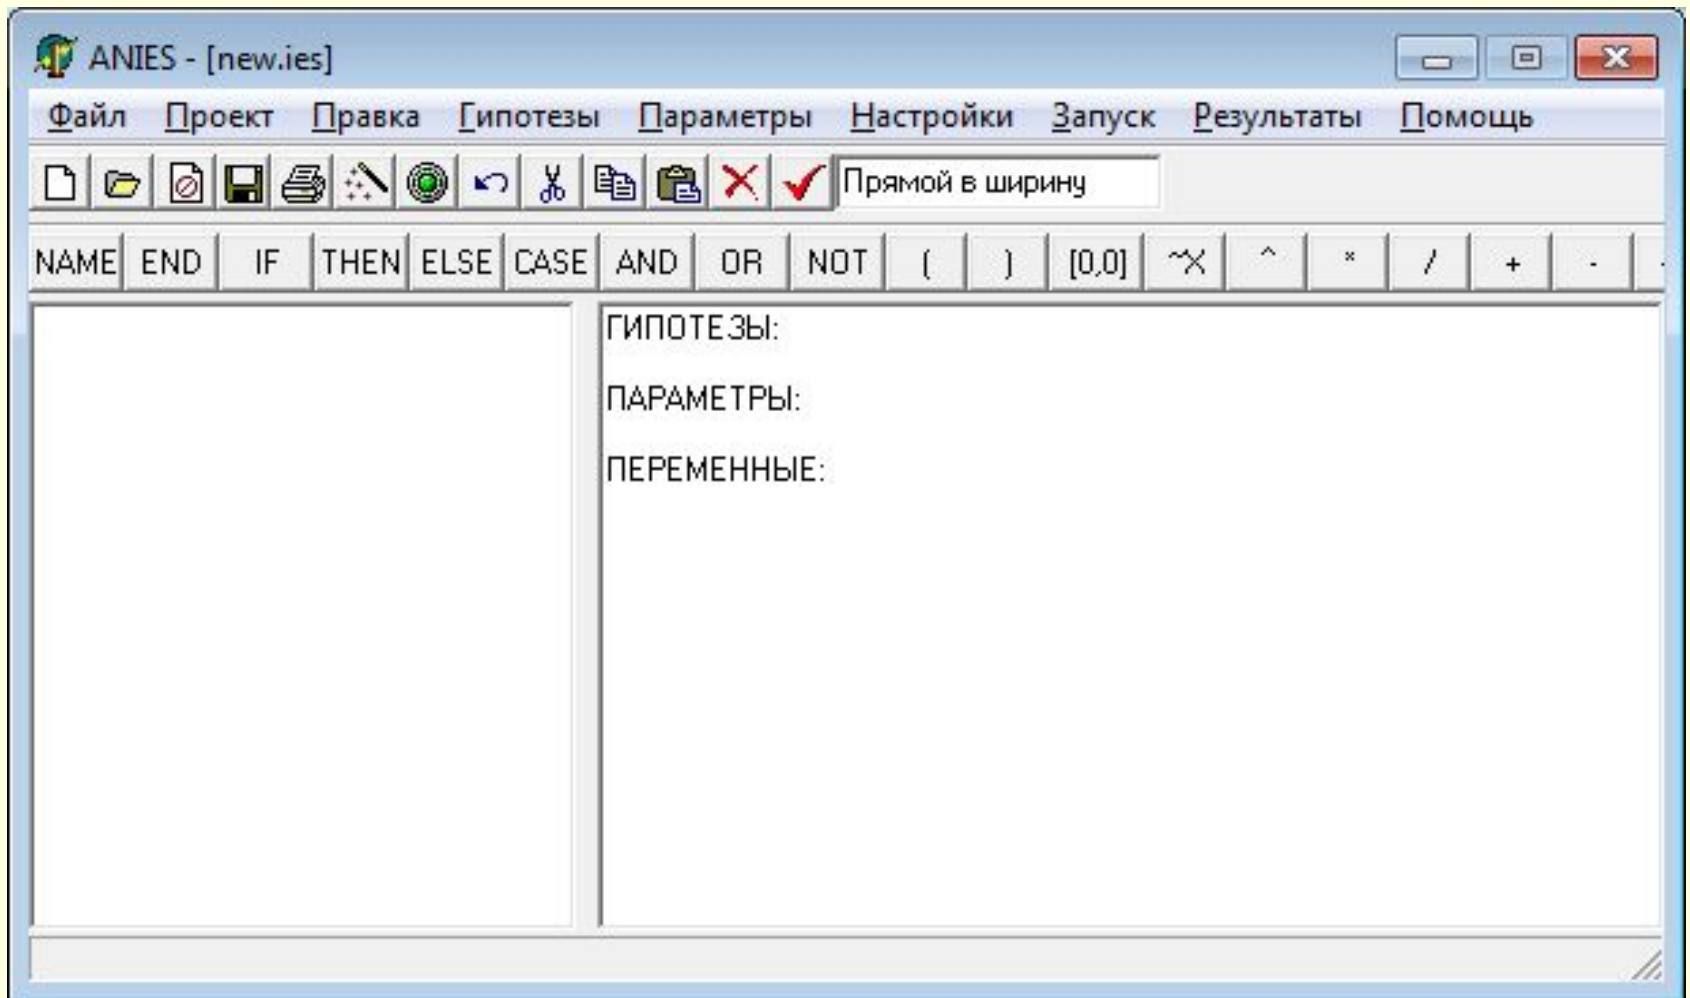 ANIES - [new.ies]
Файл Проект Правка Гипотезы Параметры Настройки Запуск Результаты Помощь
Прямой в ширину
NAME END IF THEN ELSE CASE AND OR NOT ( ) [0,0] ~X ^ * / + -
ГИПОТЕЗЫ:
ПАРАМЕТРЫ:
ПЕРЕМЕННЫЕ: